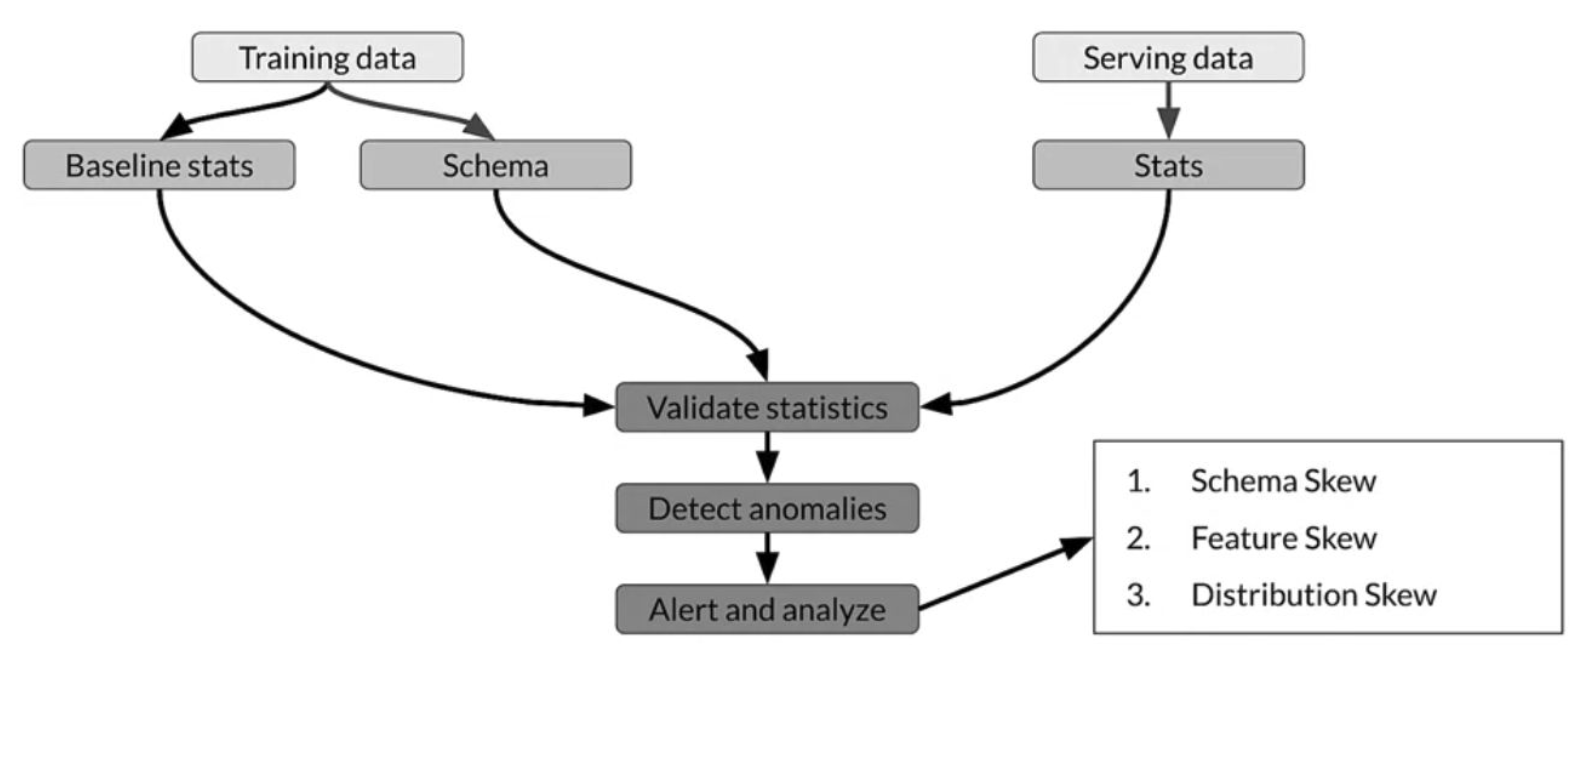 Training data
Serving data
Baseline stats
Schema
Stats
Validate statistics
Detect anomalies
Alert and analyze
1. Schema Skew
2. Feature Skew
3. Distribution Skew